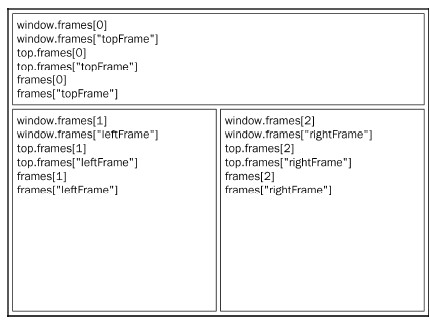 window.frames[0]
window.frames["topFrame"]
top.frames[0]
top.frames["topFrame"]
frames[0]
frames["topFrame"]
window.frames[1]
window.frames["leftFrame"]
top.frames[1]
top.frames["leftFrame"]
frames[1]
frames["leftFrame"]
window.frames[2]
window.frames["rightFrame"]
top.frames[2]
top.frames["rightFrame"]
frames[2]
frames["rightFrame"]